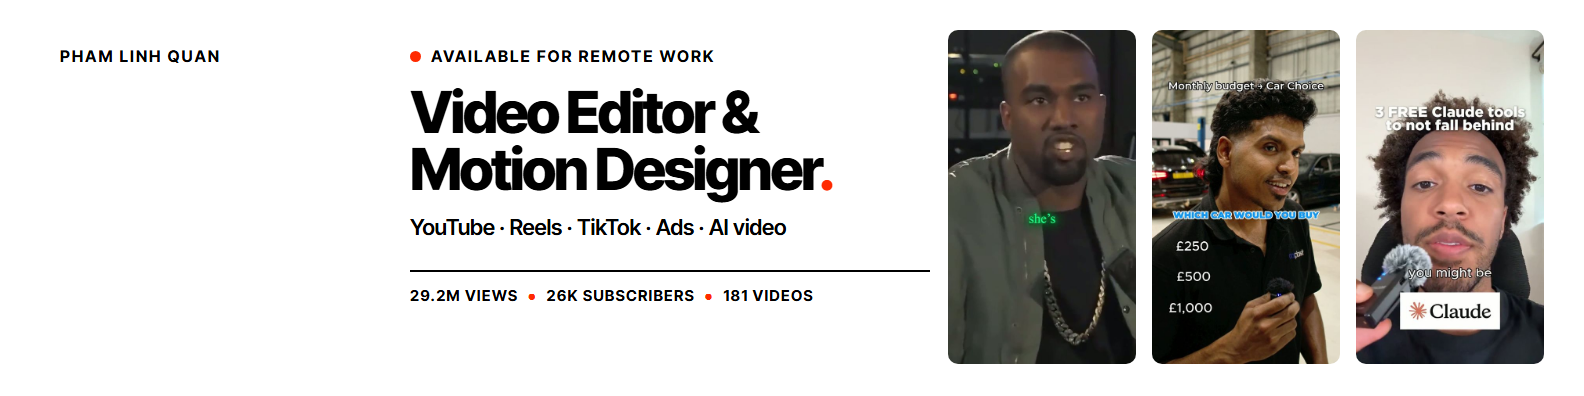 PHAM LINH QUAN
AVAILABLE FOR REMOTE WORK
Video Editor &
Motion Designer.
YouTube · Reels · TikTok · Ads · AI video
29.2M VIEWS • 26K SUBSCRIBERS • 181 VIDEOS
she's
Monthly budget → Car Choice
WHICH CAR WOULD YOU BUY
£250
£500
£1,000
3 FREE Claude tools
to not fall behind
you might be
Claude